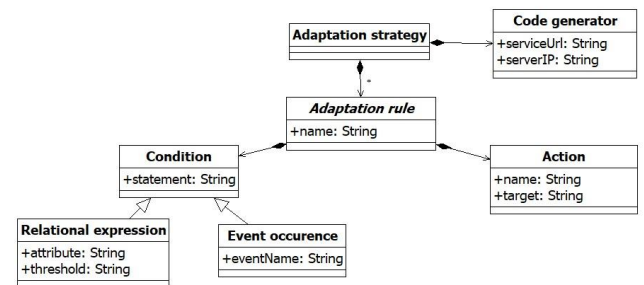 Code generator
+serviceUrl: String
+serverIP: String
Adaptation strategy
*
Adaptation rule
+name: String
Condition
+statement: String
Action
+name: String
+target: String
Relational expression
+attribute: String
+threshold: String
Event occurence
+eventName: String